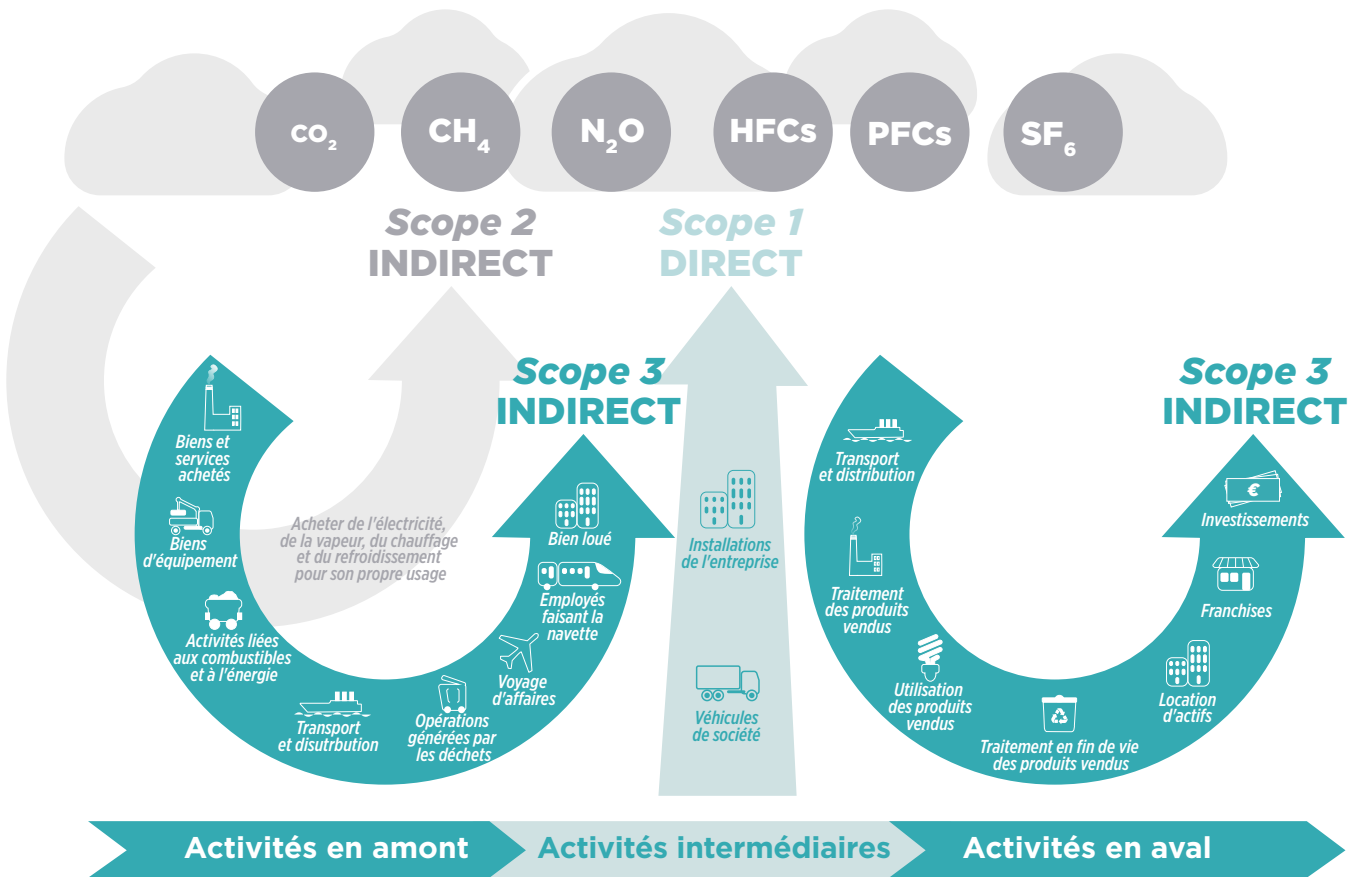 CO2
CH4
N2O
HFCs
PFCs
SF6
Scope 2
INDIRECT
Scope 1
DIRECT
Scope 3
INDIRECT
Scope 3
INDIRECT
Biens et
services
achetés
Biens
d'équipement
Activités liées
aux combustibles
et à l'énergie
Transport
et disutrbution
Opérations
générées par
les déchets
Voyage
d'affaires
Employés
faisant la
navette
Bien loué
Acheter de l'électricité,
de la vapeur, du chauffage
et du refroidissement
pour son propre usage
Installations
de l'entreprise
Véhicules
de société
Transport
et distribution
Traitement
des produits
vendus
Utilisation
des produits
vendus
Traitement en fin de vie
des produits vendus
Location
d'actifs
Franchises
€
Investissements
Activités en amont
Activités intermédiaires
Activités en aval